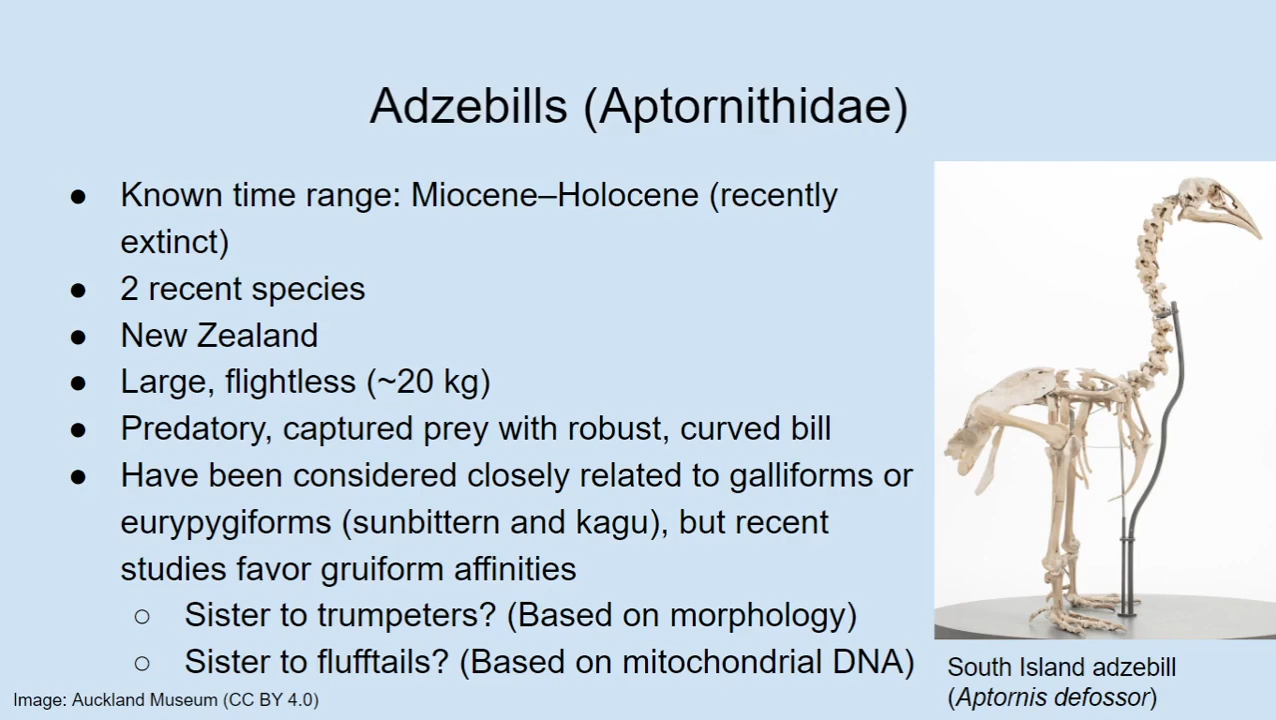 Adzebills (Aptornithidae)
● Known time range: Miocene–Holocene (recently
extinct)
● 2 recent species
● New Zealand
● Large, flightless (~20 kg)
● Predatory, captured prey with robust, curved bill
● Have been considered closely related to galliforms or
eurypygiforms (sunbittern and kagu), but recent
studies favor gruiform affinities
○ Sister to trumpeters? (Based on morphology)
○ Sister to flufftails? (Based on mitochondrial DNA)
South Island adzebill
(Aptornis defossor)
Image: Auckland Museum (CC BY 4.0)